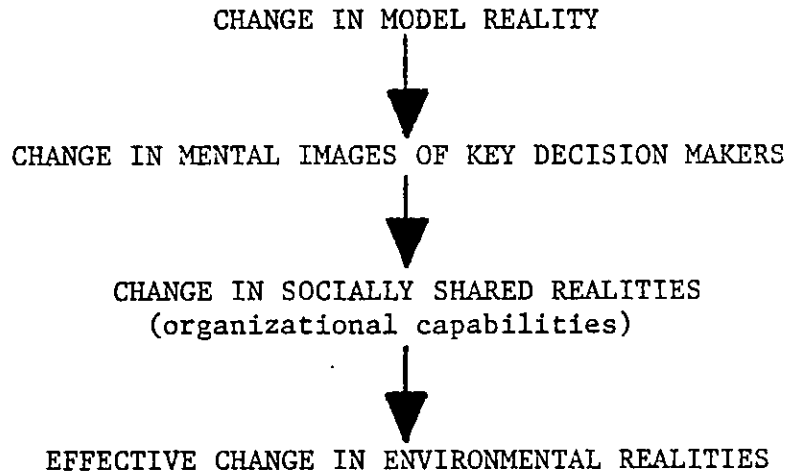 CHANGE IN MODEL REALITY
CHANGE IN MENTAL IMAGES OF KEY DECISION MAKERS
CHANGE IN SOCIALLY SHARED REALITIES
(organizational capabilities)
EFFECTIVE CHANGE IN ENVIRONMENTAL REALITIES